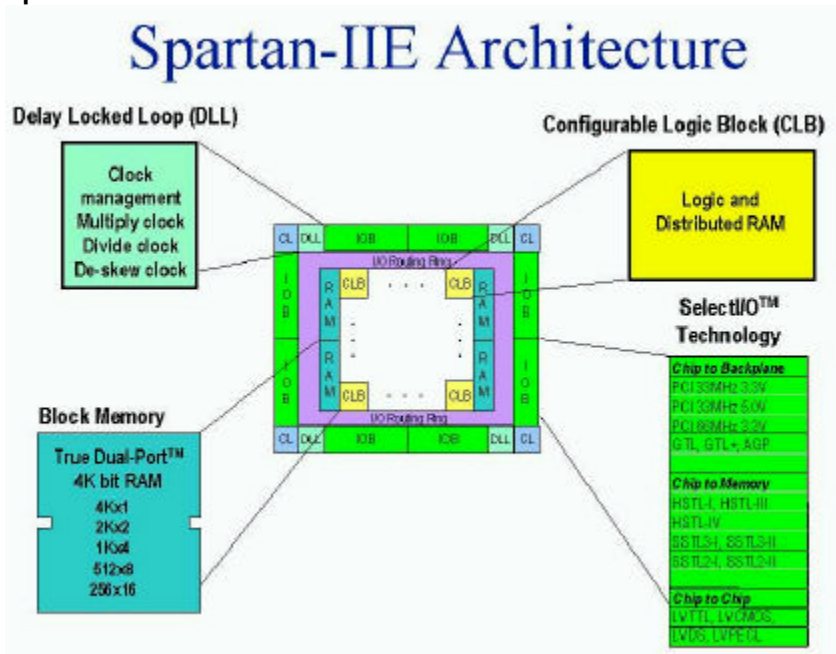 Spartan-IIE Architecture
Delay Locked Loop (DLL)
Clock
management
Multiply clock
Divide clock
De-skew clock
Configurable Logic Block (CLB)
Logic and
Distributed RAM
CL DLL IOB IOB DLL CL
I/O Routing Ring
IOB
IOB
RAM
CLB . . . CLB
RAM
RAM
CLB . . . CLB
RAM
IOB
IOB
I/O Routing Ring
CL DLL IOB IOB DLL CL
Block Memory
True Dual-Port™
4K bit RAM
4Kx1
2Kx2
1Kx4
512x8
256x16
SelectI/O™
Technology
Chip to Backplane
PCI 33MHz 3.3V
PCI 33MHz 5.0V
PCI 66MHz 3.3V
GTL, GTL+, AGP
Chip to Memory
HSTL-I, HSTL-III
HSTL-IV
SSTL3-I, SSTL3-II
SSTL2-I, SSTL2-II
Chip to Chip
LVTTL, LVCMOS,
LVDS, LVPECL